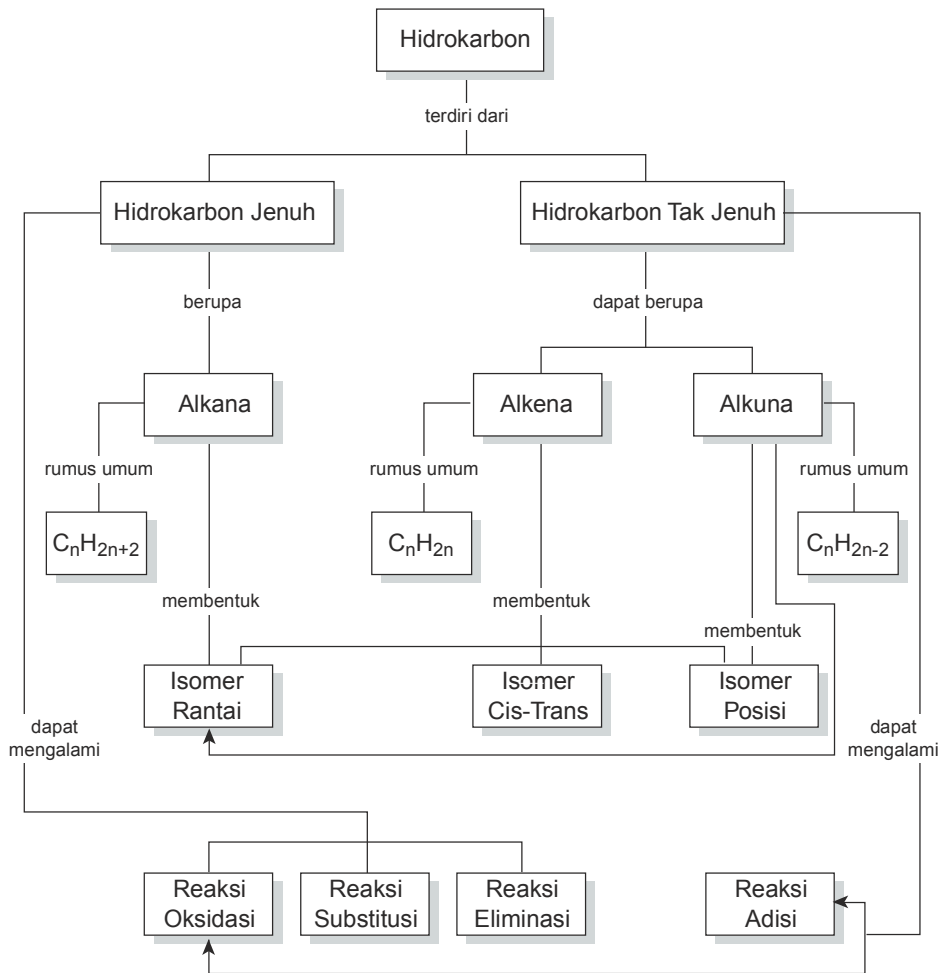 Hidrokarbon
terdiri dari
Hidrokarbon Jenuh
Hidrokarbon Tak Jenuh
berupa
dapat berupa
Alkana
Alkena
Alkuna
rumus umum
rumus umum
rumus umum
CₙH₂ₙ₊₂
CₙH₂ₙ
CₙH₂ₙ₋₂
membentuk
membentuk
membentuk
Isomer
Rantai
Isomer
Cis-Trans
Isomer
Posisi
dapat
mengalami
dapat
mengalami
Reaksi
Oksidasi
Reaksi
Substitusi
Reaksi
Eliminasi
Reaksi
Adisi